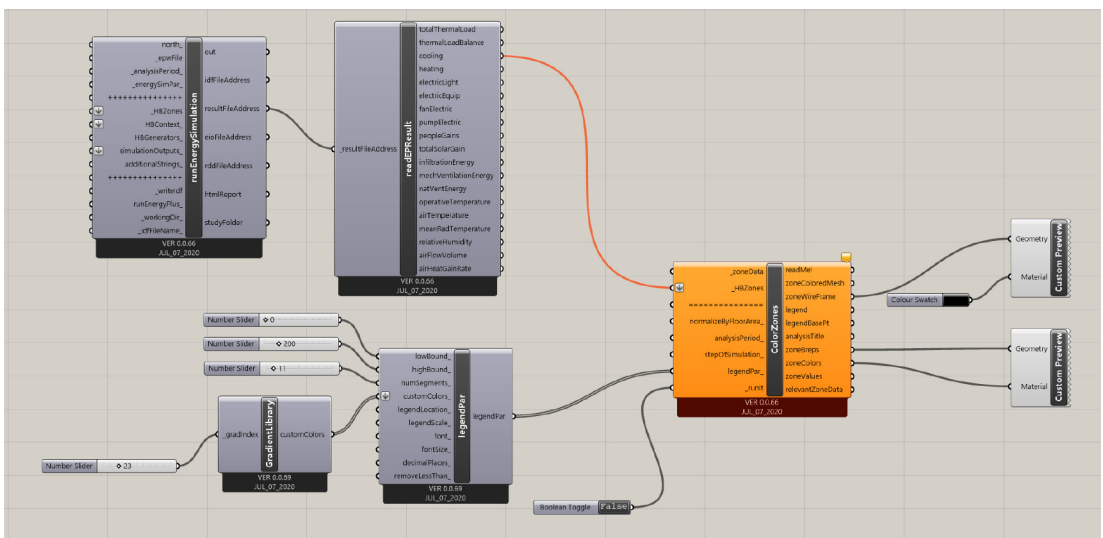 north_
_epwFile
_analysisPeriod_
_energySimPar_
+++++++++++++++
_HBZones
HBContext_
HBGenerators_
simulationOutputs_
additionalStrings_
+++++++++++++++
_writeIdf
runEnergyPlus_
_workingDir_
_idfFileName_
runEnergySimulation
out
idfFileAddress
resultFileAddress
eioFileAddress
rddFileAddress
htmlReport
studyFolder
VER 0.0.66
JUL_07_2020
_resultFileAddress
readEPResult
totalThermalLoad
thermalLoadBalance
cooling
heating
electricLight
electricEquip
fanElectric
pumpElectric
peopleGains
totalSolarGain
infiltrationEnergy
mechVentilationEnergy
natVentEnergy
operativeTemperature
airTemperature
meanRadTemperature
relativeHumidity
airFlowVolume
airHeatGainRate
VER 0.0.66
JUL_07_2020
Number Slider 0
Number Slider 200
Number Slider 11
Number Slider 23
_gradIndex
GradientLibrary
customColors
VER 0.0.69
JUL_07_2020
lowBound_
highBound_
numSegments_
customColors_
legendLocation_
legendScale_
font_
fontSize_
decimalPlaces_
removeLessThan_
legendPar
legendPar
VER 0.0.69
JUL_07_2020
Boolean Toggle False
_zoneData
_HBZones
===============
normalizeByFloorArea_
analysisPeriod_
stepOfSimulation_
legendPar_
_runIt
ColorZones
readMe!
zoneColoredMesh
zoneWireFrame
legend
legendBasePt
analysisTitle
zoneBreps
zoneColors
zoneValues
relevantZoneData
VER 0.0.66
JUL_07_2020
Colour Swatch
Geometry
Material
Custom Preview
Geometry
Material
Custom Preview